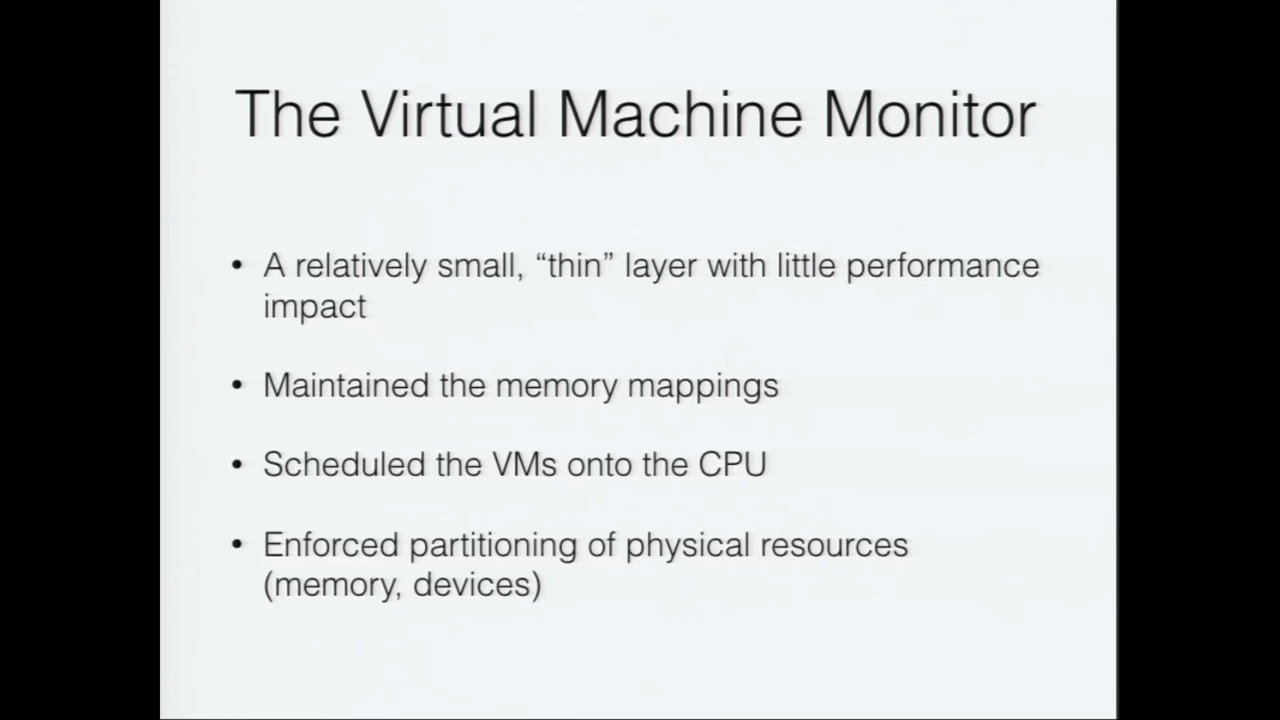 The Virtual Machine Monitor
• A relatively small, “thin” layer with little performance
impact
• Maintained the memory mappings
• Scheduled the VMs onto the CPU
• Enforced partitioning of physical resources
(memory, devices)